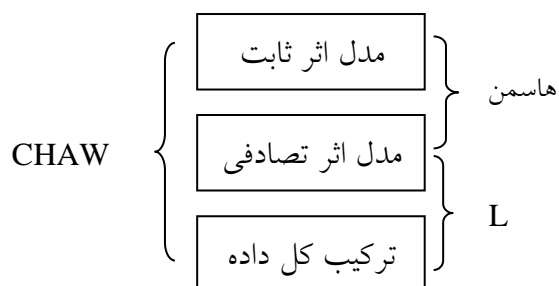 مدل اثر ثابت
هاسمن
مدل اثر تصادفی
CHAW
L
ترکیب کل داده